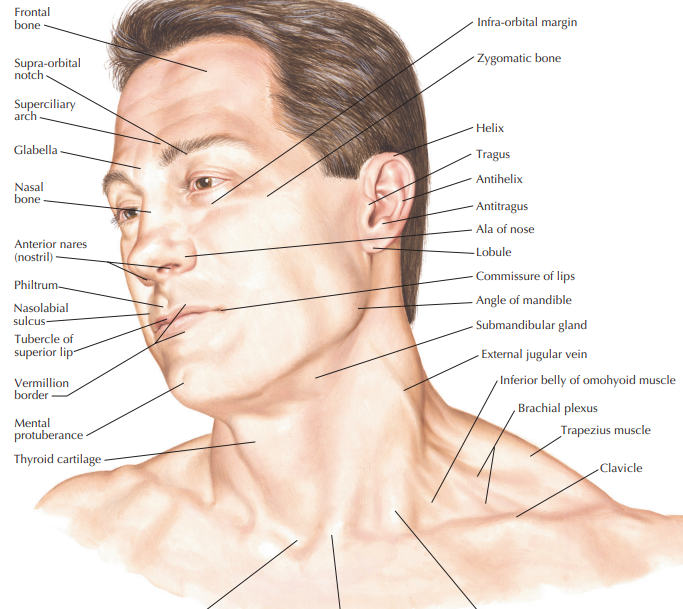 Frontal
bone
Supra-orbital
notch
Superciliary
arch
Glabella
Nasal
bone
Anterior nares
(nostril)
Philtrum
Nasolabial
sulcus
Tubercle of
superior lip
Vermillion
border
Mental
protuberance
Thyroid cartilage
Infra-orbital margin
Zygomatic bone
Helix
Tragus
Antihelix
Antitragus
Ala of nose
Lobule
Commissure of lips
Angle of mandible
Submandibular gland
External jugular vein
Inferior belly of omohyoid muscle
Brachial plexus
Trapezius muscle
Clavicle